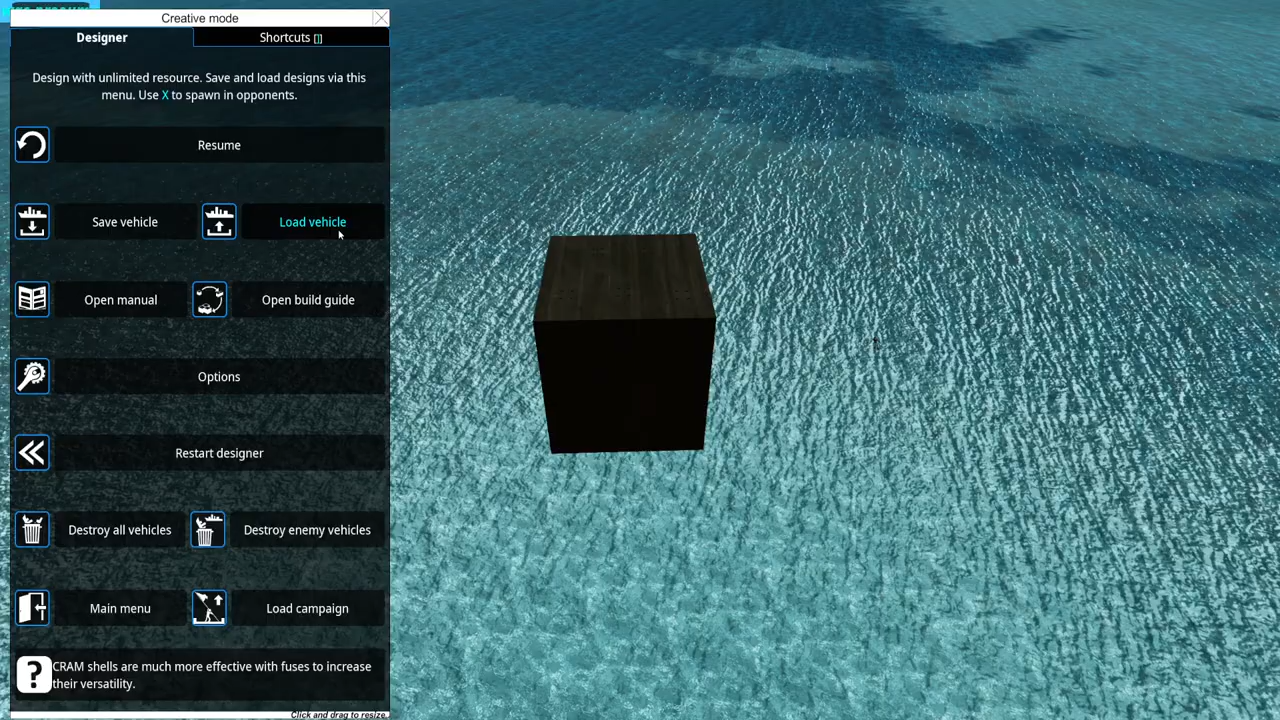 Creative mode
Designer
Shortcuts []]
Design with unlimited resource. Save and load designs via this
menu. Use X to spawn in opponents.
Resume
Save vehicle
Load vehicle
Open manual
Open build guide
Options
Restart designer
Destroy all vehicles
Destroy enemy vehicles
Main menu
Load campaign
?
CRAM shells are much more effective with fuses to increase
their versatility.
Click and drag to resize.